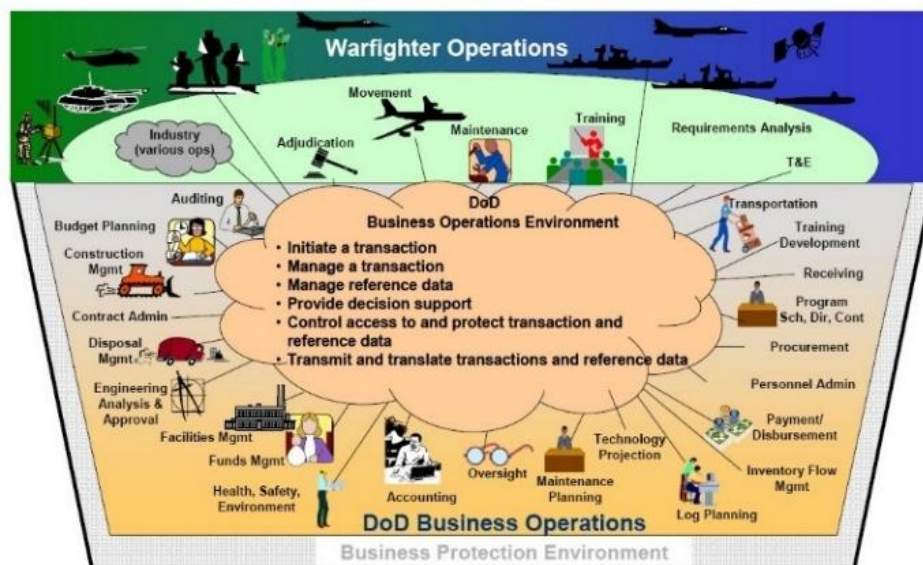 Warfighter Operations
Movement
Industry
(various ops)
Adjudication
Maintenance
Training
Requirements Analysis
T&E
Auditing
Budget Planning
Construction
Mgmt
Contract Admin
Disposal
Mgmt
Engineering
Analysis &
Approval
Facilities Mgmt
Funds Mgmt
Health, Safety,
Environment
DoD
Business Operations Environment
• Initiate a transaction
• Manage a transaction
• Manage reference data
• Provide decision support
• Control access to and protect transaction and
reference data
• Transmit and translate transactions and reference data
Transportation
Training
Development
Receiving
Program
Sch, Dir, Cont
Procurement
Personnel Admin
Payment/
Disbursement
Inventory Flow
Mgmt
Accounting
Oversight
Maintenance
Planning
Technology
Projection
Log Planning
DoD Business Operations
Business Protection Environment